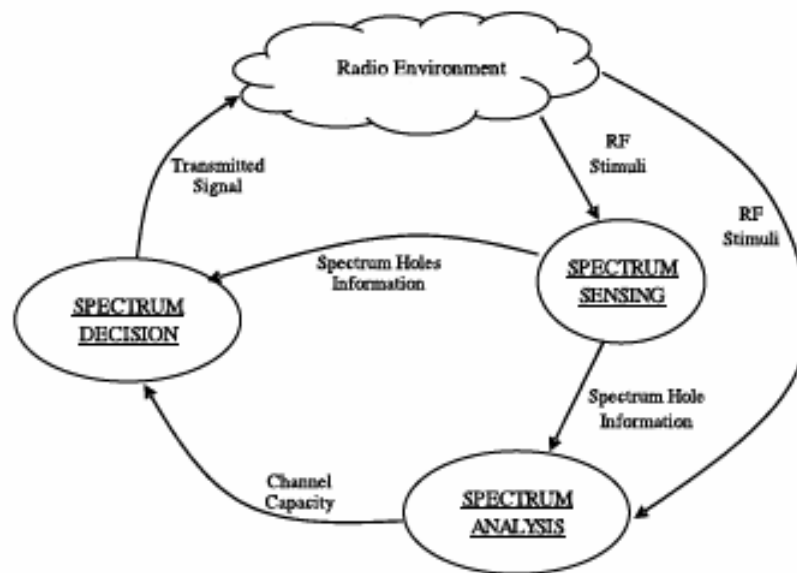 Radio Environment
RF
Stimuli
Transmitted
Signal
RF
Stimuli
Spectrum Holes
Information
SPECTRUM
SENSING
SPECTRUM
DECISION
Spectrum Hole
Information
Channel
Capacity
SPECTRUM
ANALYSIS